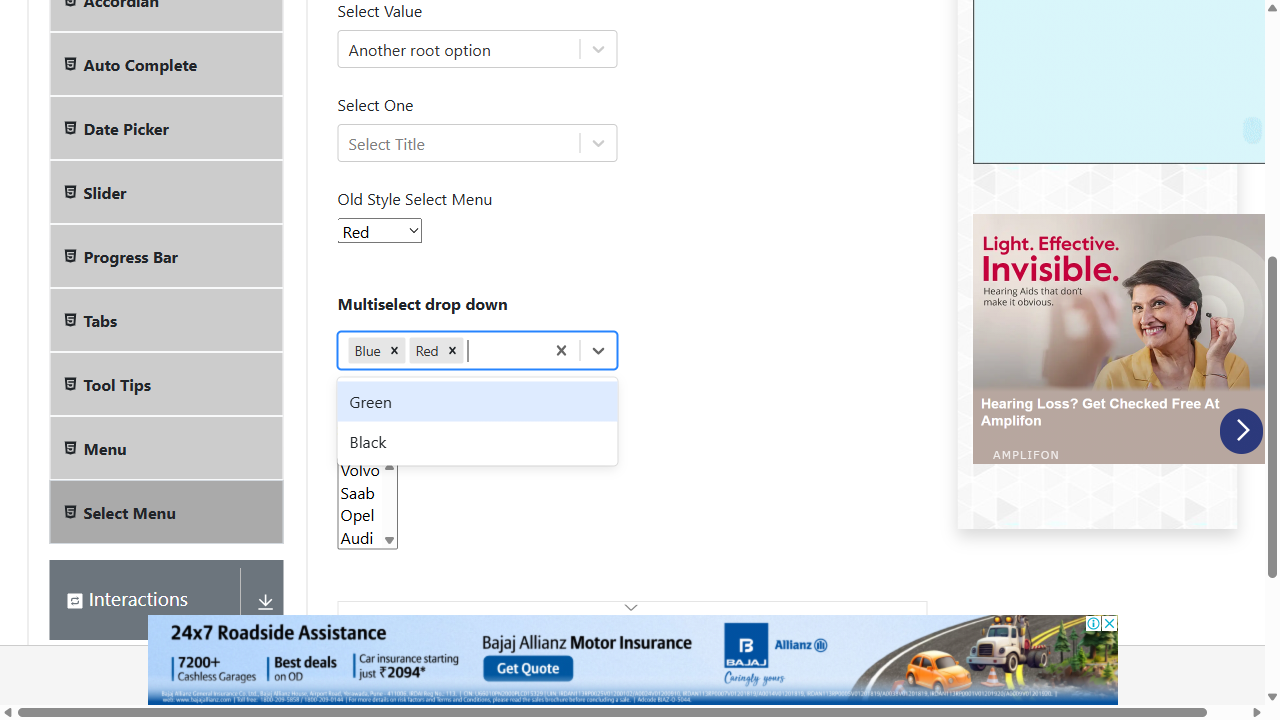 Accordian
Auto Complete
Date Picker
Slider
Progress Bar
Tabs
Tool Tips
Menu
Select Menu
Interactions
Select Value
Another root option
Select One
Select Title
Old Style Select Menu
Red
Multiselect drop down
Blue
Red
Green
Black
Volvo
Saab
Opel
Audi
Light. Effective.
Invisible.
Hearing Aids that don't
make it obvious.
Hearing Loss? Get Checked Free At
Amplifon
AMPLIFON
24x7 Roadside Assistance
7200+
Cashless Garages
Best deals
on OD
Car insurance starting
at just ₹2094*
Bajaj Allianz Motor Insurance
Get Quote
B
BAJAJ
Allianz
Caringly yours